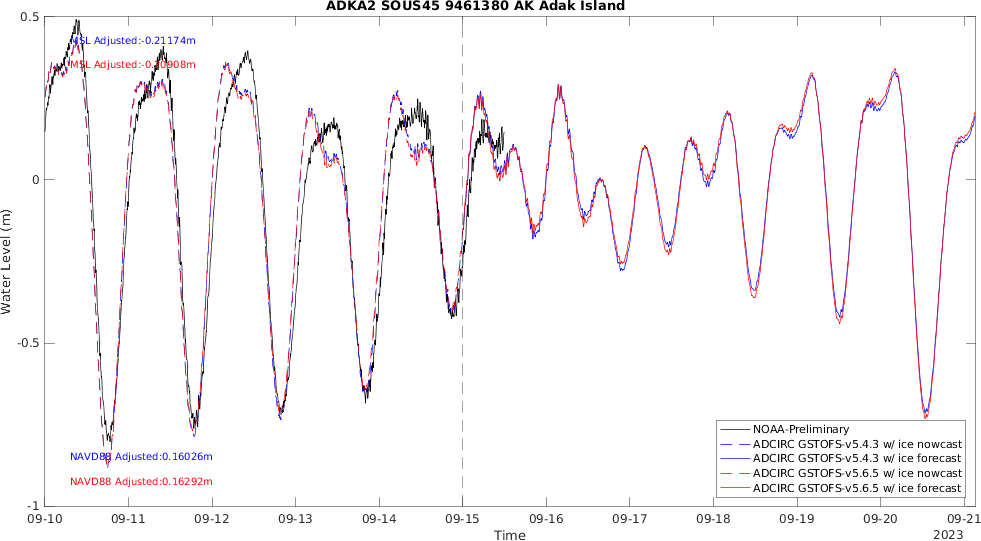 ADKA2 SOUS45 9461380 AK Adak Island
0.5
MSL Adjusted:-0.21174m
MSL Adjusted:-0.20908m
0
Water Level (m)
-0.5
NAVD88 Adjusted:0.16026m
NAVD88 Adjusted:0.16292m
-1
NOAA-Preliminary
ADCIRC GSTOFS-v5.4.3 w/ ice nowcast
ADCIRC GSTOFS-v5.4.3 w/ ice forecast
ADCIRC GSTOFS-v5.6.5 w/ ice nowcast
ADCIRC GSTOFS-v5.6.5 w/ ice forecast
09-10 09-11 09-12 09-13 09-14 09-15 09-16 09-17 09-18 09-19 09-20 09-21
Time
2023